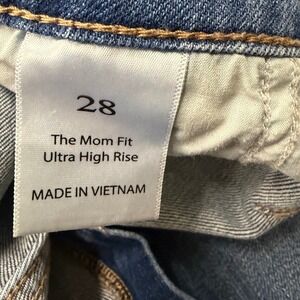 28
The Mom Fit
Ultra High Rise
MADE IN VIETNAM